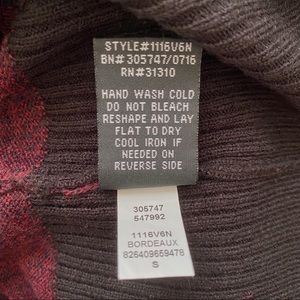 STYLE#1116V6N
BN# 305747/0716
RN#31310
HAND WASH COLD
DO NOT BLEACH
RESHAPE AND LAY
FLAT TO DRY
COOL IRON IF
NEEDED ON
REVERSE SIDE
305747
547992
1116V6N
BORDEAUX
826409659478
S